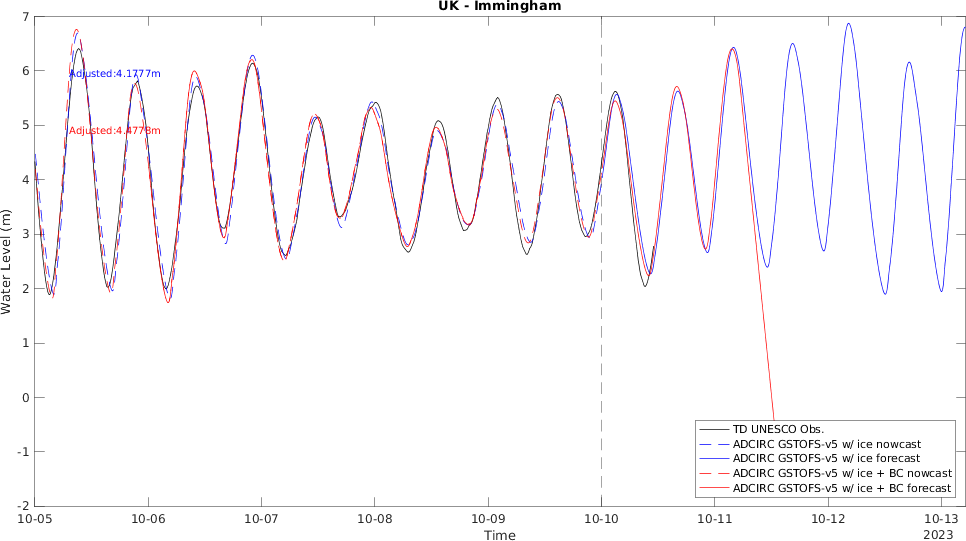 UK - Immingham
7
6
5
4
3
2
1
0
-1
-2
Water Level (m)
Adjusted:4.1777m
Adjusted:4.4778m
TD UNESCO Obs.
ADCIRC GSTOFS-v5 w/ ice nowcast
ADCIRC GSTOFS-v5 w/ ice forecast
ADCIRC GSTOFS-v5 w/ ice + BC nowcast
ADCIRC GSTOFS-v5 w/ ice + BC forecast
10-05 10-06 10-07 10-08 10-09 10-10 10-11 10-12 10-13
Time
2023